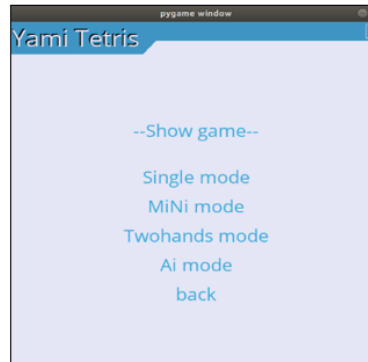 pygame window
Yami Tetris
--Show game--
Single mode
MiNi mode
Twohands mode
Ai mode
back